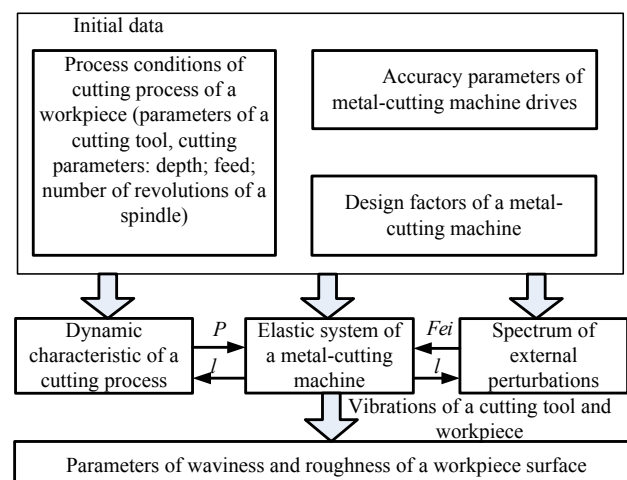 Initial data
Process conditions of
cutting process of a
workpiece (parameters of a
cutting tool, cutting
parameters: depth; feed;
number of revolutions of a
spindle)
Accuracy parameters of
metal-cutting machine drives
Design factors of a metal-
cutting machine
Dynamic
characteristic of a
cutting process
P
l
Elastic system of
a metal-cutting
machine
Fei
l
Spectrum of
external
perturbations
Vibrations of a cutting tool and
workpiece
Parameters of waviness and roughness of a workpiece surface